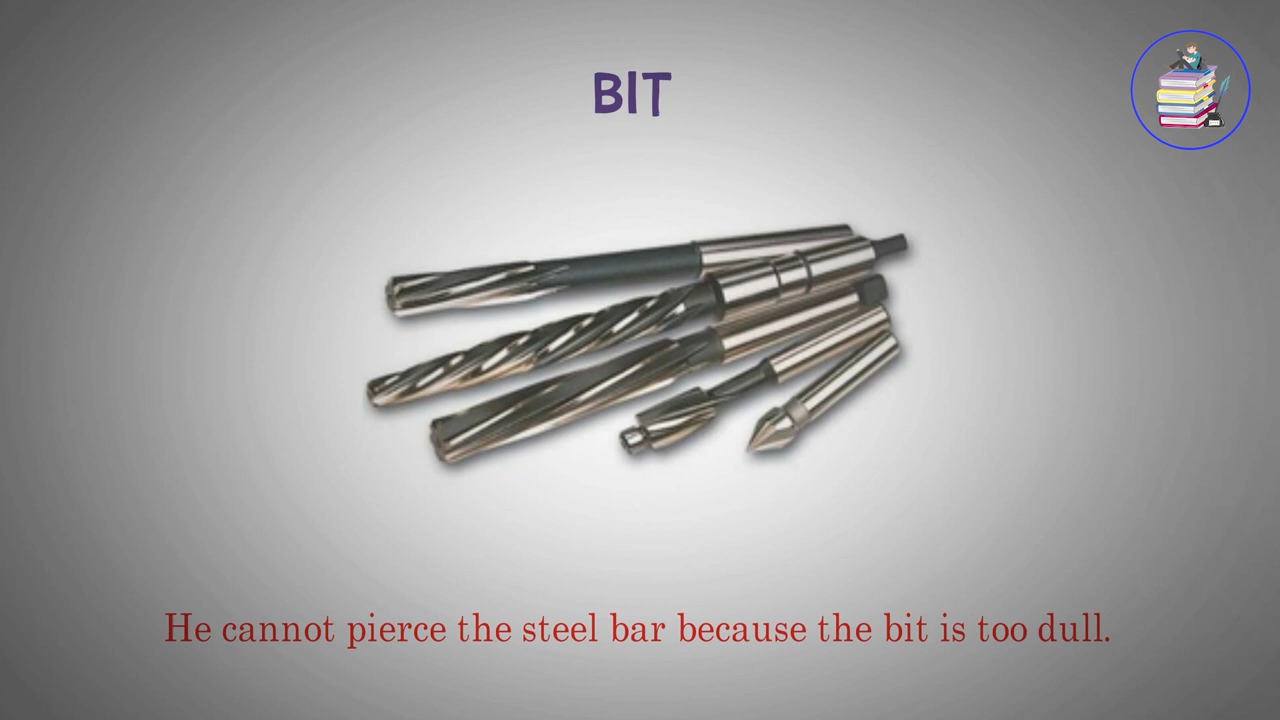 BIT
He cannot pierce the steel bar because the bit is too dull.